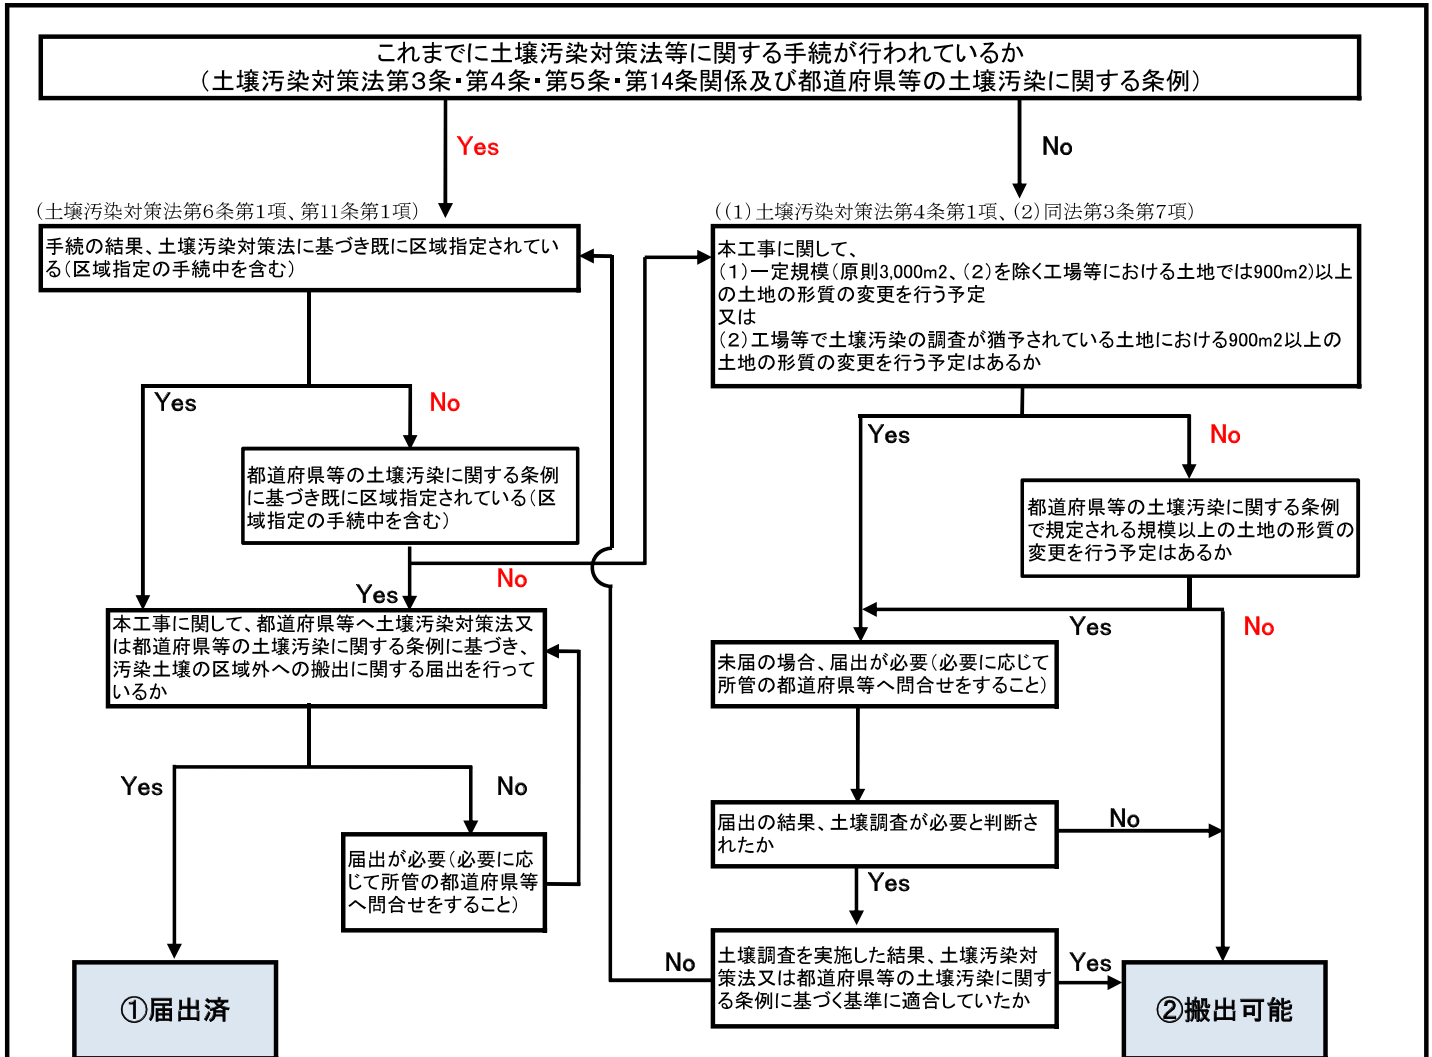 これまでに土壌汚染対策法等に関する手続が行われているか
(土壌汚染対策法第3条・第4条・第5条・第14条関係及び都道府県等の土壌汚染に関する条例)
Yes
No
(土壌汚染対策法第6条第1項、第11条第1項)
((1)土壌汚染対策法第4条第1項、(2)同法第3条第7項)
手続の結果、土壌汚染対策法に基づき既に区域指定されてい
る(区域指定の手続中を含む)
本工事に関して、
(1)一定規模(原則3,000m2、(2)を除く工場等における土地では900m2)以上
の土地の形質の変更を行う予定
又は
(2)工場等で土壌汚染の調査が猶予されている土地における900m2以上の
土地の形質の変更を行う予定はあるか
Yes
No
Yes
No
都道府県等の土壌汚染に関する条例
に基づき既に区域指定されている(区
域指定の手続中を含む)
都道府県等の土壌汚染に関する条例
で規定される規模以上の土地の形質の
変更を行う予定はあるか
No
Yes
Yes
No
本工事に関して、都道府県等へ土壌汚染対策法又
は都道府県等の土壌汚染に関する条例に基づき、
汚染土壌の区域外への搬出に関する届出を行って
いるか
未届の場合、届出が必要(必要に応じて
所管の都道府県等へ問合せをすること)
Yes
No
届出の結果、土壌調査が必要と判断さ
れたか
No
Yes
届出が必要(必要に応
じて所管の都道府県等
へ問合せをすること)
No
土壌調査を実施した結果、土壌汚染対
策法又は都道府県等の土壌汚染に関す
る条例に基づく基準に適合していたか
Yes
①届出済
②搬出可能